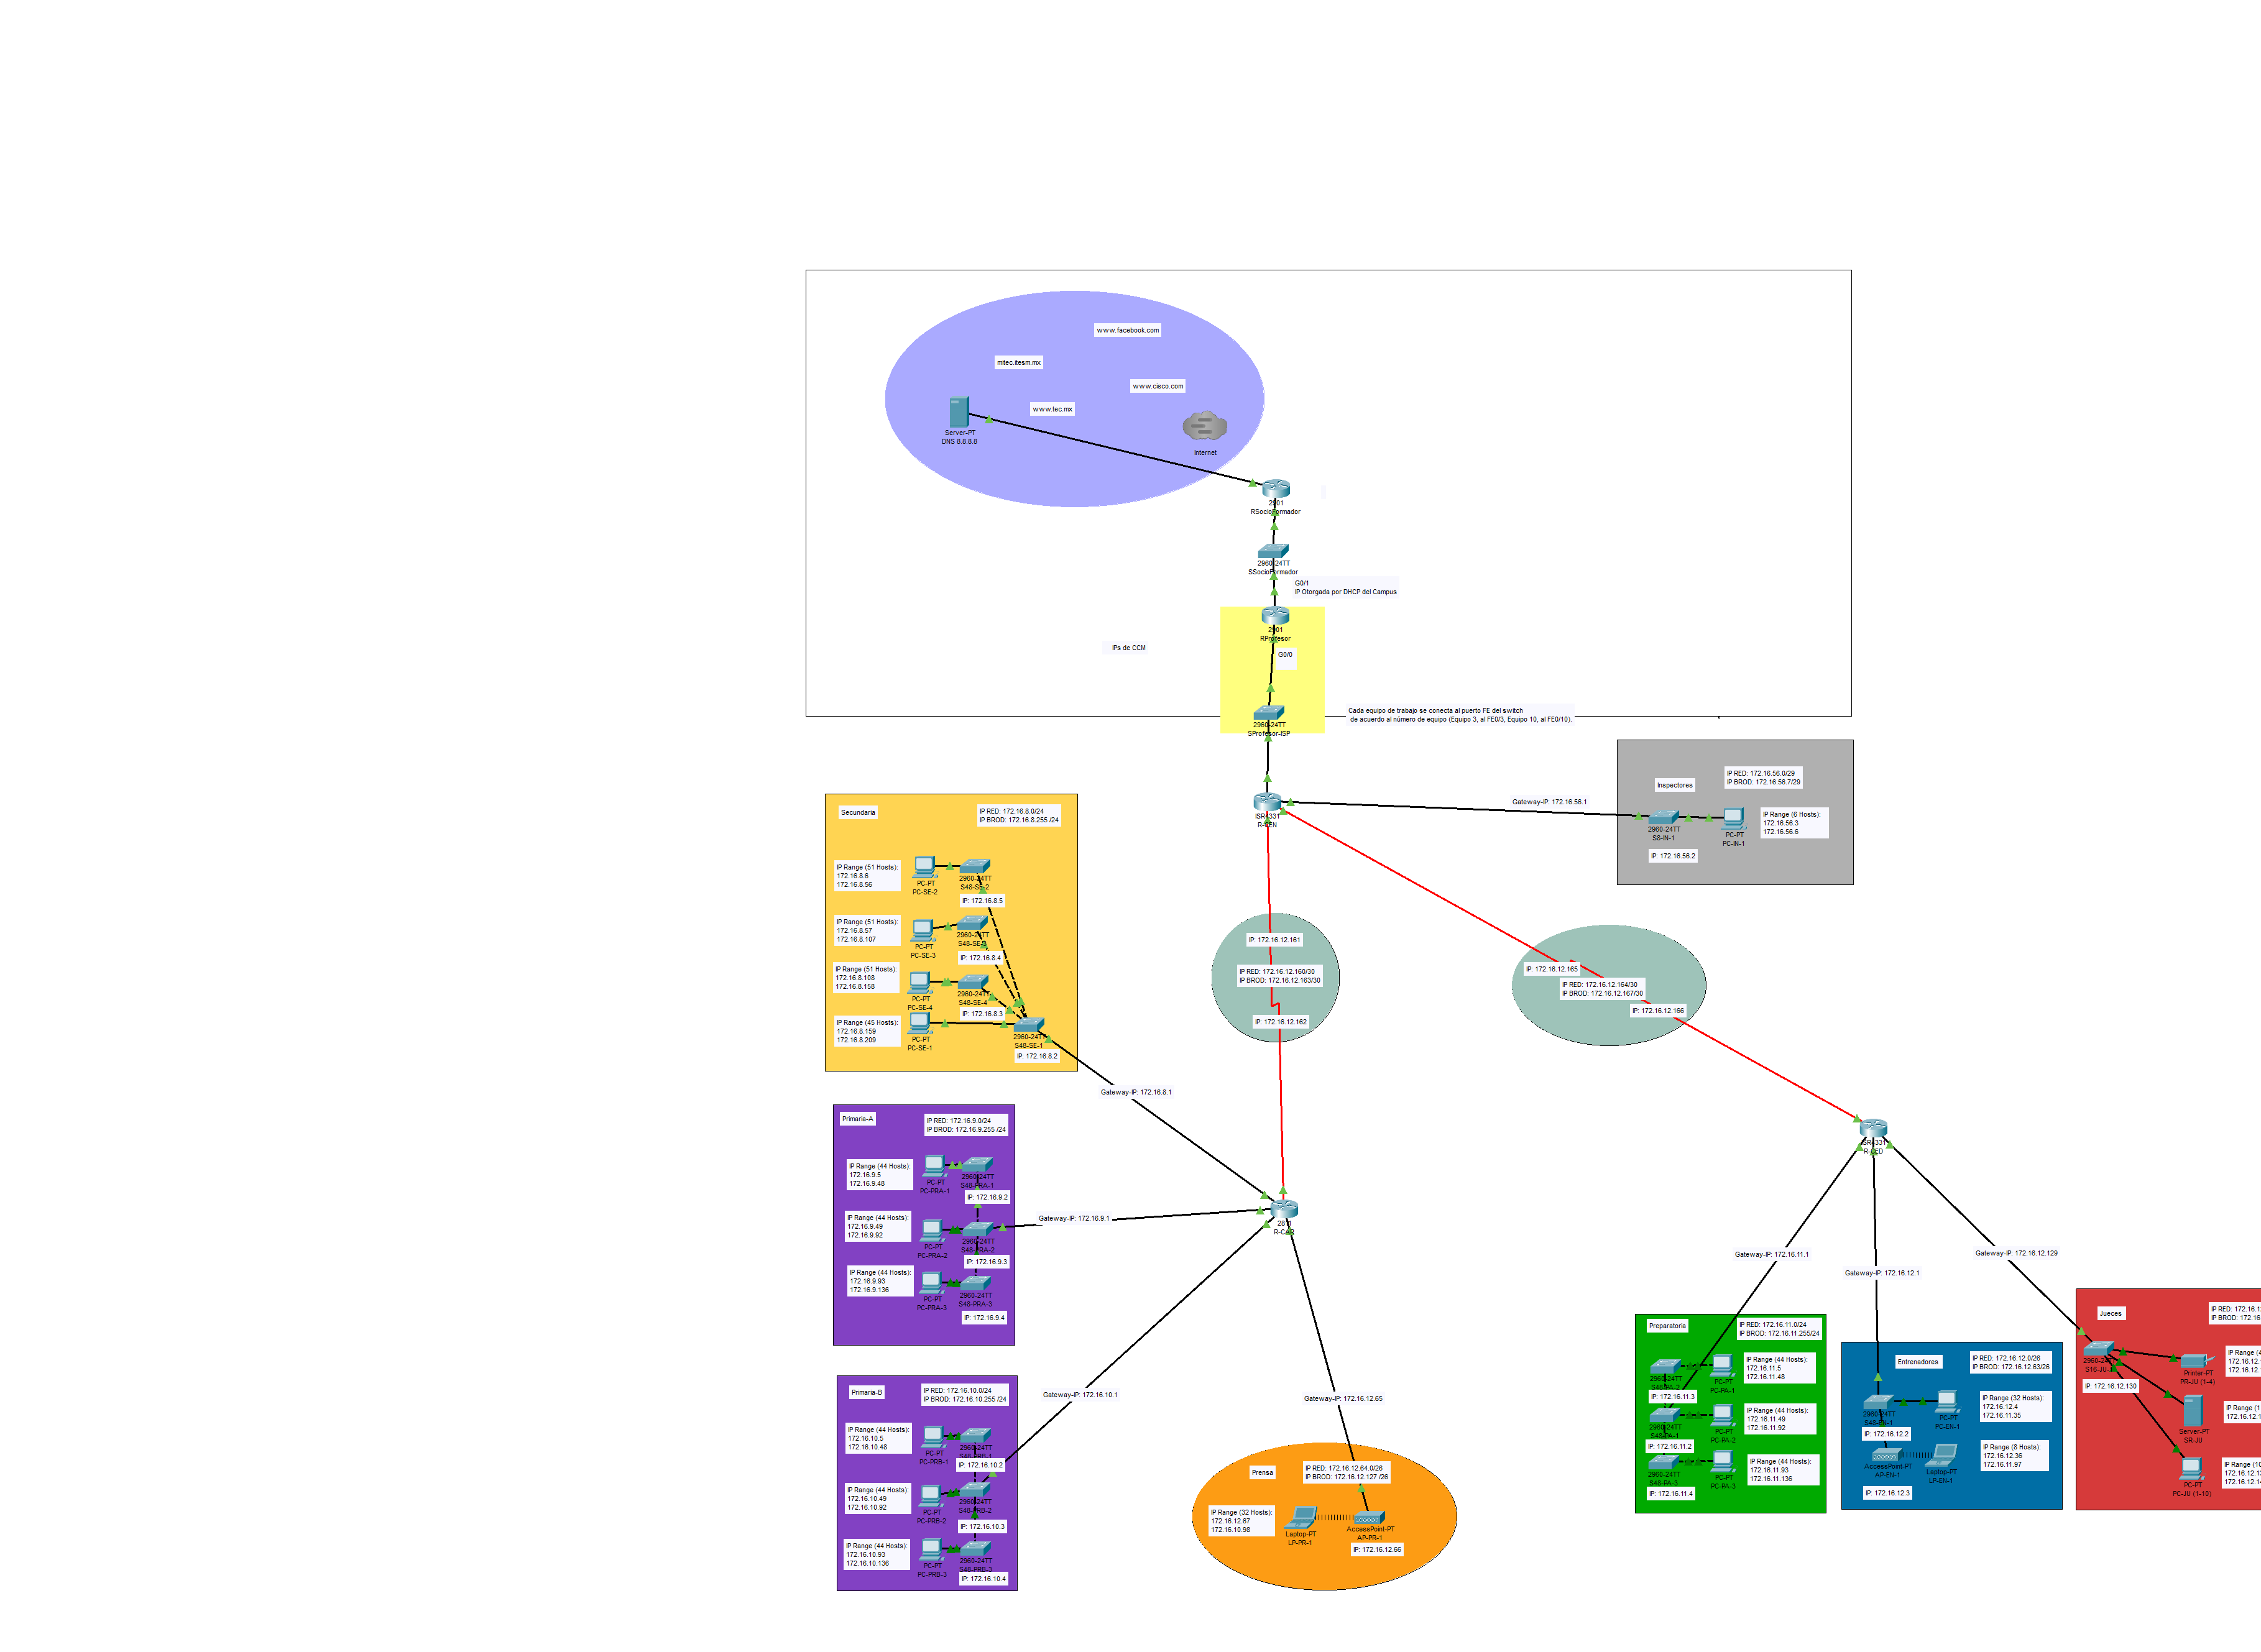 www.facebook.com
mitec.itesm.mx
www.cisco.com
www.tec.mx
Server-PT
DNS 8.8.8.8
Internet
2901
RSocioFormador
2960-24TT
SSocioFormador
G0/1
IP Otorgada por DHCP del Campus
2901
RProfesor
IPs de CCM
G0/0
Cada equipo de trabajo se conecta al puerto FE del switch
de acuerdo al número de equipo (Equipo 3, al FE0/3, Equipo 10, al FE0/10).
2960-24TT
SProfesor-ISP
ISR4331
R-CEN
Gateway-IP: 172.16.56.1
Inspectores
IP RED: 172.16.56.0/29
IP BROD: 172.16.56.7/29
2960-24TT
S8-IN-1
IP: 172.16.56.2
PC-PT
PC-IN-1
IP Range (6 Hosts):
172.16.56.3
172.16.56.6
Secundaria
IP RED: 172.16.8.0/24
IP BROD: 172.16.8.255 /24
IP Range (51 Hosts):
172.16.8.6
172.16.8.56
PC-PT
PC-SE-2
2960-24TT
S48-SE-2
IP: 172.16.8.5
IP Range (51 Hosts):
172.16.8.57
172.16.8.107
PC-PT
PC-SE-3
2960-24TT
S48-SE-3
IP: 172.16.8.4
IP Range (51 Hosts):
172.16.8.108
172.16.8.158
PC-PT
PC-SE-4
2960-24TT
S48-SE-4
IP: 172.16.8.3
IP Range (45 Hosts):
172.16.8.159
172.16.8.209
PC-PT
PC-SE-1
2960-24TT
S48-SE-1
IP: 172.16.8.2
IP: 172.16.12.161
IP RED: 172.16.12.160/30
IP BROD: 172.16.12.163/30
IP: 172.16.12.162
IP: 172.16.12.165
IP RED: 172.16.12.164/30
IP BROD: 172.16.12.167/30
IP: 172.16.12.166
Gateway-IP: 172.16.8.1
Primaria-A
IP RED: 172.16.9.0/24
IP BROD: 172.16.9.255 /24
IP Range (44 Hosts):
172.16.9.5
172.16.9.48
PC-PT
PC-PRA-1
2960-24TT
S48-PRA-1
IP: 172.16.9.2
IP Range (44 Hosts):
172.16.9.49
172.16.9.92
PC-PT
PC-PRA-2
2960-24TT
S48-PRA-2
IP: 172.16.9.3
IP Range (44 Hosts):
172.16.9.93
172.16.9.136
PC-PT
PC-PRA-3
2960-24TT
S48-PRA-3
IP: 172.16.9.4
Gateway-IP: 172.16.9.1
2811
R-CAR
ISR4331
R-CED
Gateway-IP: 172.16.11.1
Gateway-IP: 172.16.12.1
Gateway-IP: 172.16.12.129
Primaria-B
IP RED: 172.16.10.0/24
IP BROD: 172.16.10.255 /24
IP Range (44 Hosts):
172.16.10.5
172.16.10.48
PC-PT
PC-PRB-1
2960-24TT
S48-PRB-1
IP: 172.16.10.2
IP Range (44 Hosts):
172.16.10.49
172.16.10.92
PC-PT
PC-PRB-2
2960-24TT
S48-PRB-2
IP: 172.16.10.3
IP Range (44 Hosts):
172.16.10.93
172.16.10.136
PC-PT
PC-PRB-3
2960-24TT
S48-PRB-3
IP: 172.16.10.4
Gateway-IP: 172.16.10.1
Gateway-IP: 172.16.12.65
Prensa
IP RED: 172.16.12.64.0/26
IP BROD: 172.16.12.127 /26
IP Range (32 Hosts):
172.16.12.67
172.16.10.98
Laptop-PT
LP-PR-1
AccessPoint-PT
AP-PR-1
IP: 172.16.12.66
Preparatoria
IP RED: 172.16.11.0/24
IP BROD: 172.16.11.255/24
2960-24TT
S48-PA-2
IP: 172.16.11.3
PC-PT
PC-PA-1
IP Range (44 Hosts):
172.16.11.5
172.16.11.48
2960-24TT
S48-PA-1
IP: 172.16.11.2
PC-PT
PC-PA-2
IP Range (44 Hosts):
172.16.11.49
172.16.11.92
2960-24TT
S48-PA-3
IP: 172.16.11.4
PC-PT
PC-PA-3
IP Range (44 Hosts):
172.16.11.93
172.16.11.136
Entrenadores
IP RED: 172.16.12.0/26
IP BROD: 172.16.12.63/26
2960-24TT
S48-EN-1
IP: 172.16.12.2
PC-PT
PC-EN-1
IP Range (32 Hosts):
172.16.12.4
172.16.11.35
AccessPoint-PT
AP-EN-1
IP: 172.16.12.3
Laptop-PT
LP-EN-1
IP Range (8 Hosts):
172.16.12.36
172.16.11.97
Jueces
IP RED: 172.16.1
IP BROD: 172.16
2960-24TT
S16-JU-
IP: 172.16.12.130
Printer-PT
PR-JU (1-4)
IP Range (4
172.16.12.
172.16.12.
Server-PT
SR-JU
IP Range (1
172.16.12.1
PC-PT
PC-JU (1-10)
IP Range (10
172.16.12.13
172.16.12.14